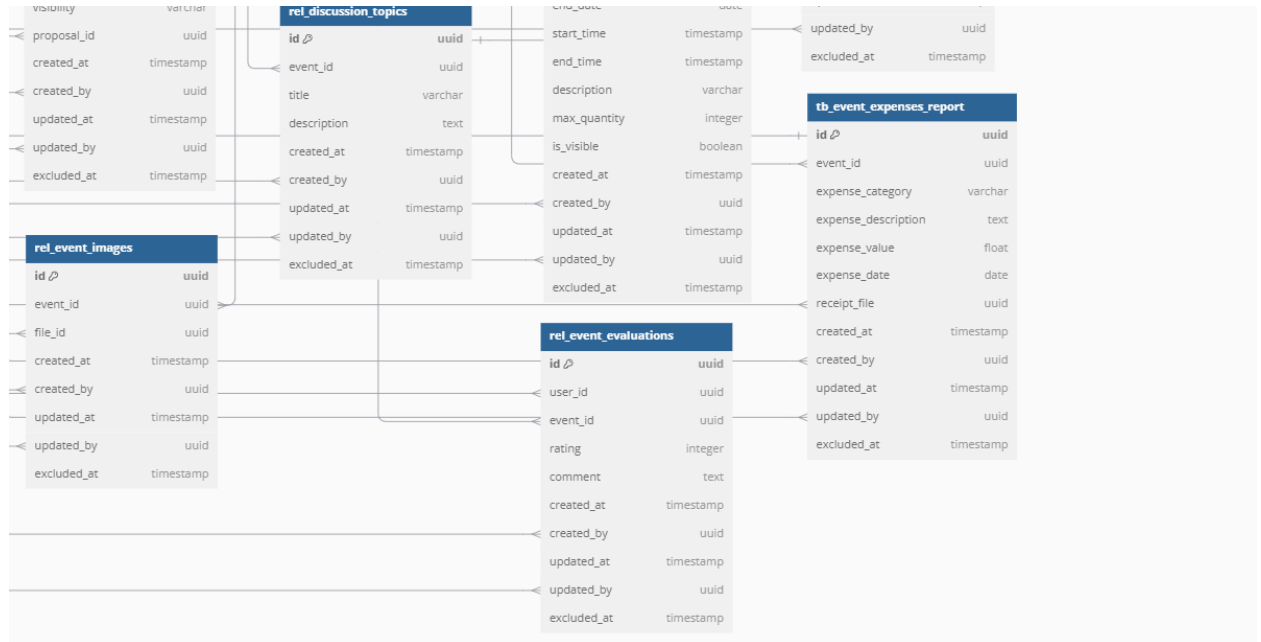 visibility varchar
proposal_id uuid
created_at timestamp
created_by uuid
updated_at timestamp
updated_by uuid
excluded_at timestamp
rel_event_images
id uuid
event_id uuid
file_id uuid
created_at timestamp
created_by uuid
updated_at timestamp
updated_by uuid
excluded_at timestamp
rel_discussion_topics
id uuid
event_id uuid
title varchar
description text
created_at timestamp
created_by uuid
updated_at timestamp
updated_by uuid
excluded_at timestamp
end_date date
start_time timestamp
end_time timestamp
description varchar
max_quantity integer
is_visible boolean
created_at timestamp
created_by uuid
updated_at timestamp
updated_by uuid
excluded_at timestamp
rel_event_evaluations
id uuid
user_id uuid
event_id uuid
rating integer
comment text
created_at timestamp
created_by uuid
updated_at timestamp
updated_by uuid
excluded_at timestamp
updated_by uuid
excluded_at timestamp
tb_event_expenses_report
id uuid
event_id uuid
expense_category varchar
expense_description text
expense_value float
expense_date date
receipt_file uuid
created_at timestamp
created_by uuid
updated_at timestamp
updated_by uuid
excluded_at timestamp